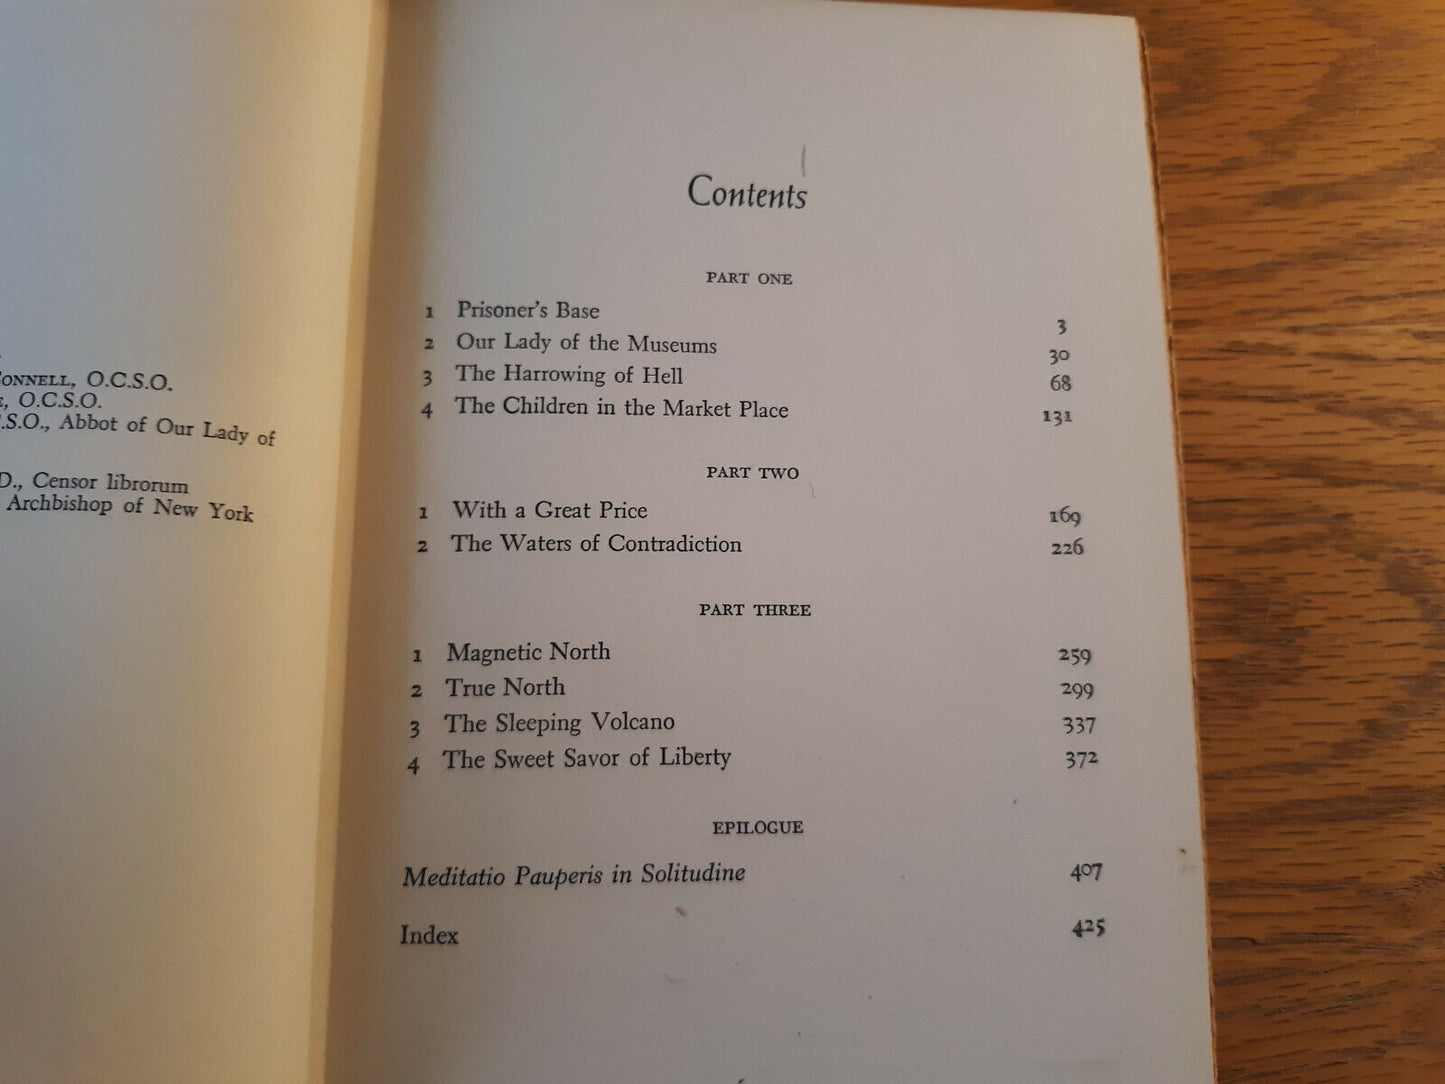 O.C.S.O.
O.C.S.O.
Abbot of Our Lady of
Censor librorum
Archbishop of New York
Contents
PART ONE
1 Prisoner's Base 3
2 Our Lady of the Museums 30
3 The Harrowing of Hell 68
4 The Children in the Market Place 131
PART TWO
1 With a Great Price 169
2 The Waters of Contradiction 226
PART THREE
1 Magnetic North 259
2 True North 299
3 The Sleeping Volcano 337
4 The Sweet Savor of Liberty 372
EPILOGUE
Meditatio Pauperis in Solitudine 407
Index 425